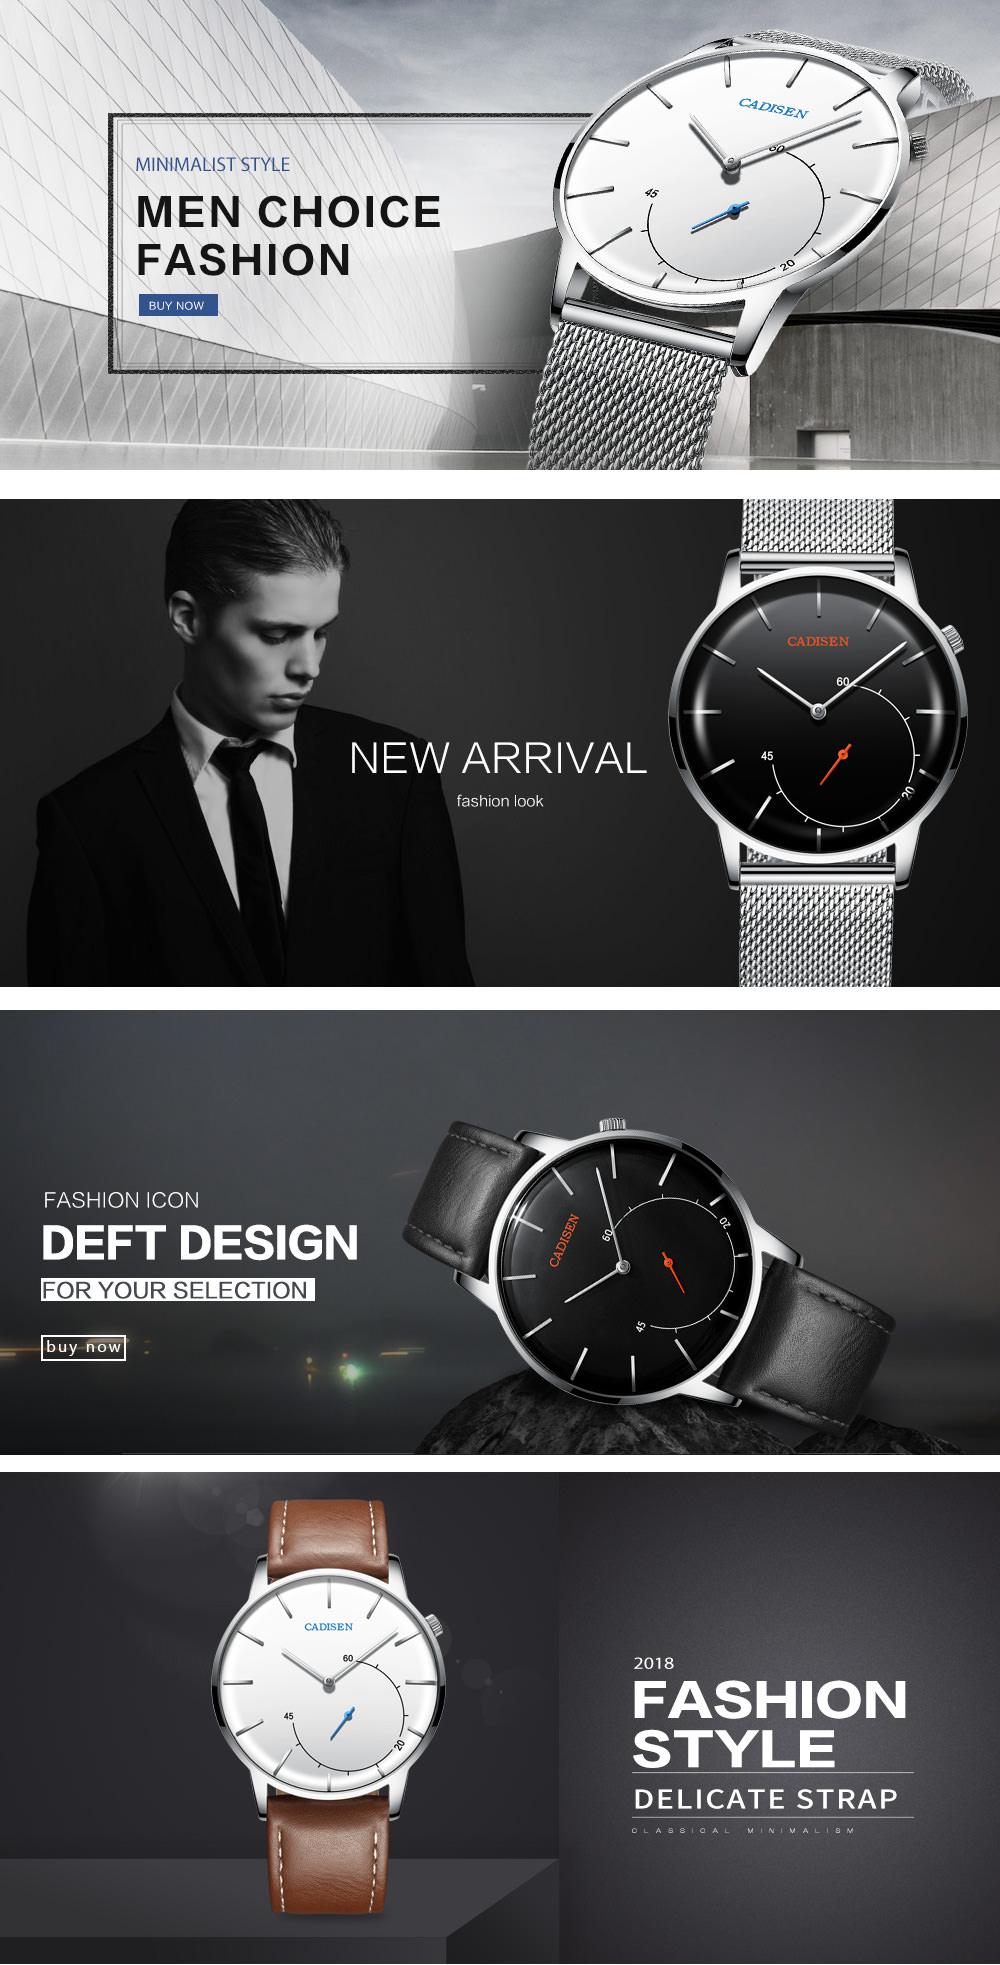 MINIMALIST STYLE
MEN CHOICE
FASHION
BUY NOW
CADISEN
60
45
20
NEW ARRIVAL
fashion look
CADISEN
60
45
20
FASHION ICON
DEFT DESIGN
FOR YOUR SELECTION
buy now
CADISEN
60
20
45
CADISEN
60
45
20
2018
FASHION
STYLE
DELICATE STRAP
CLASSICAL MINIMALISM